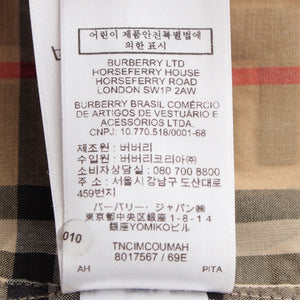 어린이 제품안전특별법에
의한 표시
BURBERRY LTD
HORSEFERRY HOUSE
HORSEFERRY ROAD
LONDON SW1P 2AW
BURBERRY BRASIL COMÉRCIO
DE ARTIGOS DE VESTUÁRIO E
ACESSÓRIOS LTDA.
CNPJ: 10.770.518/0001-68
제조원 : 버버리
수입원 : 버버리코리아㈜
소비자상담실 : 080 700 8800
주소 : 서울시 강남구 도산대로
459번지
バーバリー・ジャパン㈱
東京都中央区銀座 1-8-14
銀座YOMIKOビル
010
TNCIMCOUMAH
8017567 / 69E
AH PITA